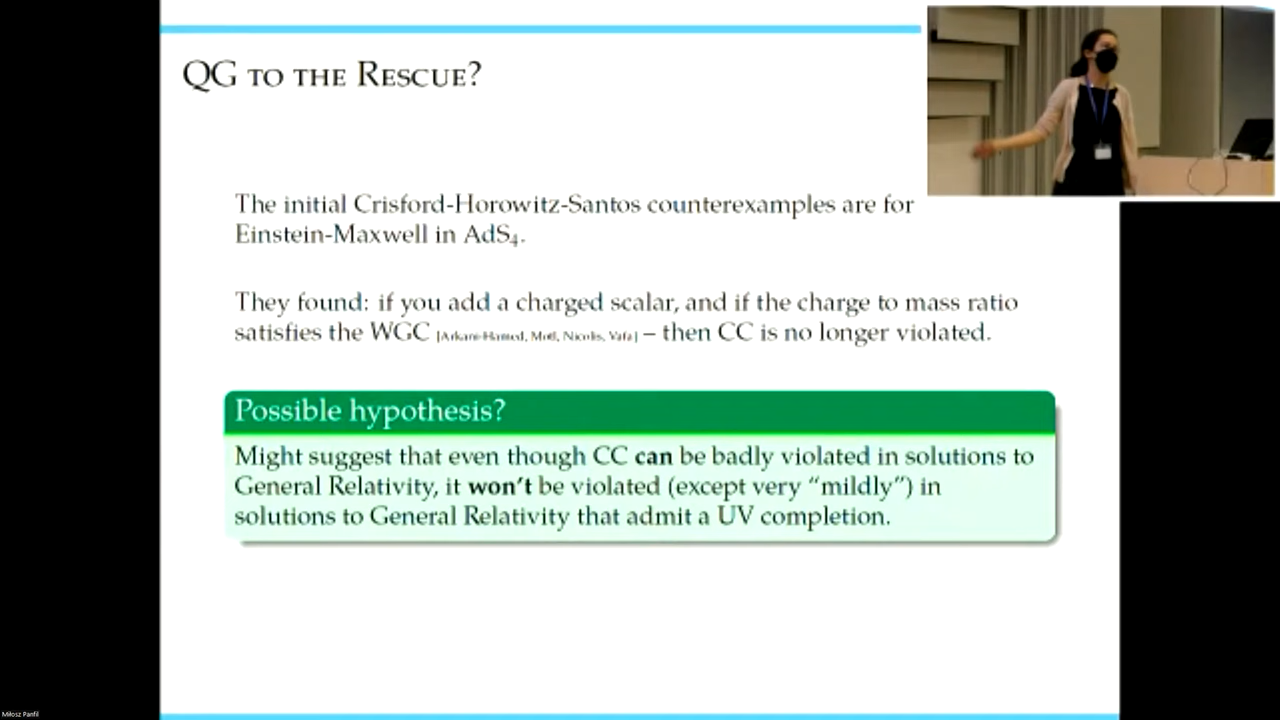 QG TO THE RESCUE?
The initial Crisford-Horowitz-Santos counterexamples are for
Einstein-Maxwell in AdS₄.
They found: if you add a charged scalar, and if the charge to mass ratio
satisfies the WGC [Arkani-Hamed, Motl, Nicolis, Vafa] – then CC is no longer violated.
Possible hypothesis?
Might suggest that even though CC can be badly violated in solutions to
General Relativity, it won't be violated (except very “mildly”) in
solutions to General Relativity that admit a UV completion.
Miłosz Panfil